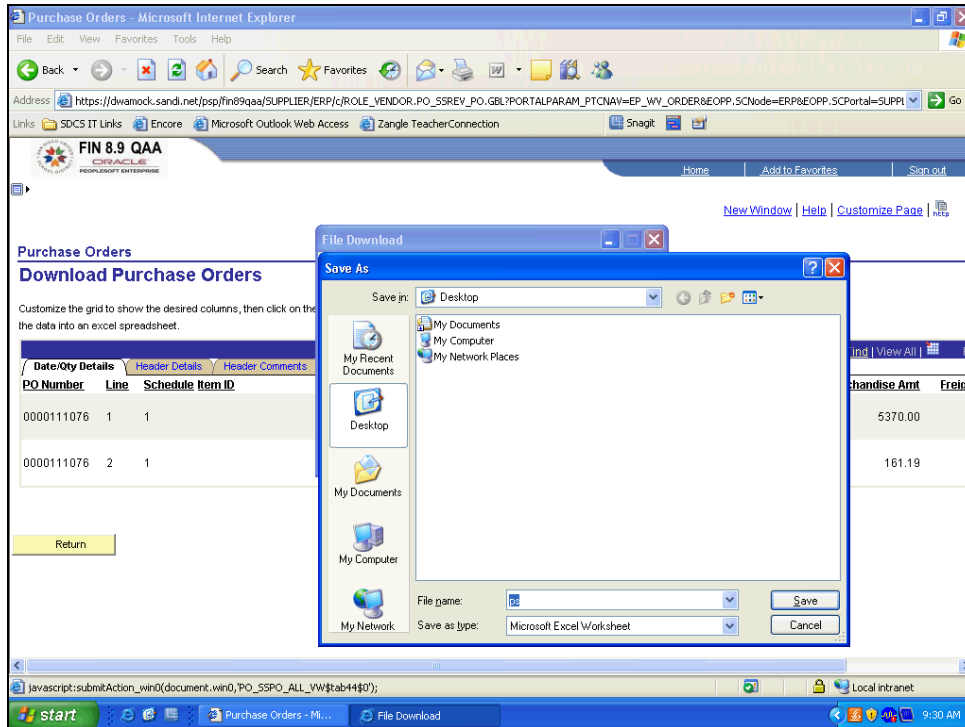 Purchase Orders - Microsoft Internet Explorer
File Edit View Favorites Tools Help
Back Search Favorites
Address https://dwamock.sandi.net/psp/fin89qaa/SUPPLIER/ERP/c/ROLE_VENDOR.PO_SSREV_PO.GBL?PORTALPARAM_PTCNAV=EP_WV_ORDER&EOPP.SCNode=ERP&EOPP.SCPortal=SUPPL Go
Links SDCS IT Links Encore Microsoft Outlook Web Access Zangle TeacherConnection Snagit
FIN 8.9 QAA
ORACLE
PEOPLESOFT ENTERPRISE
Home Add to Favorites Sign out
New Window | Help | Customize Page | http
Purchase Orders
Download Purchase Orders
Customize the grid to show the desired columns, then click on the
the data into an excel spreadsheet.
Find | View All |
Date/Qty Details Header Details Header Comments
PO Number Line Schedule Item ID chandise Amt Freig
0000111076 1 1 5370.00
0000111076 2 1 161.19
Return
File Download
Save As
Save in: Desktop
My Documents
My Computer
My Network Places
My Recent
Documents
Desktop
My Documents
My Computer
My Network
File name: ps
Save
Save as type: Microsoft Excel Worksheet
Cancel
javascript:submitAction_win0(document.win0,'PO_SSPO_ALL_VW$tab44$0'); Local intranet
start Purchase Orders - Mi... File Download 9:30 AM